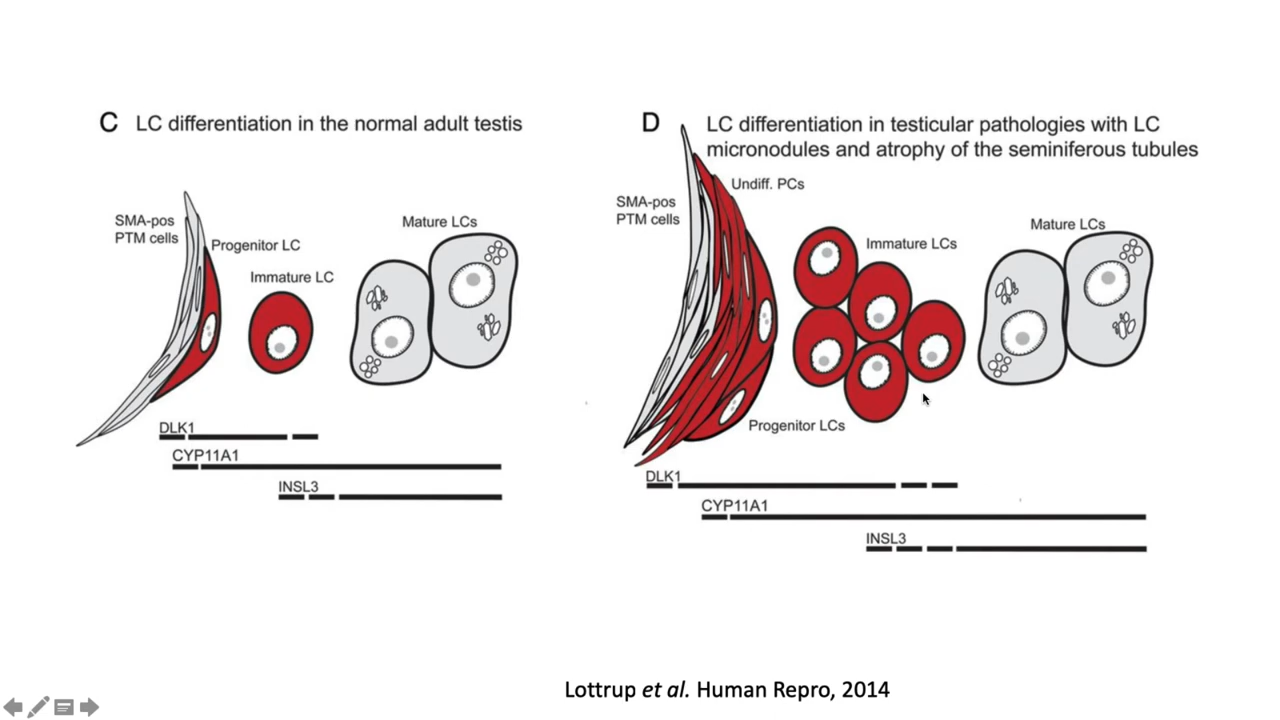 C LC differentiation in the normal adult testis
SMA-pos
PTM cells
Progenitor LC
Immature LC
Mature LCs
DLK1
CYP11A1
INSL3
D LC differentiation in testicular pathologies with LC
micronodules and atrophy of the seminiferous tubules
Undiff. PCs
SMA-pos
PTM cells
Immature LCs
Mature LCs
Progenitor LCs
DLK1
CYP11A1
INSL3
Lottrup et al. Human Repro, 2014